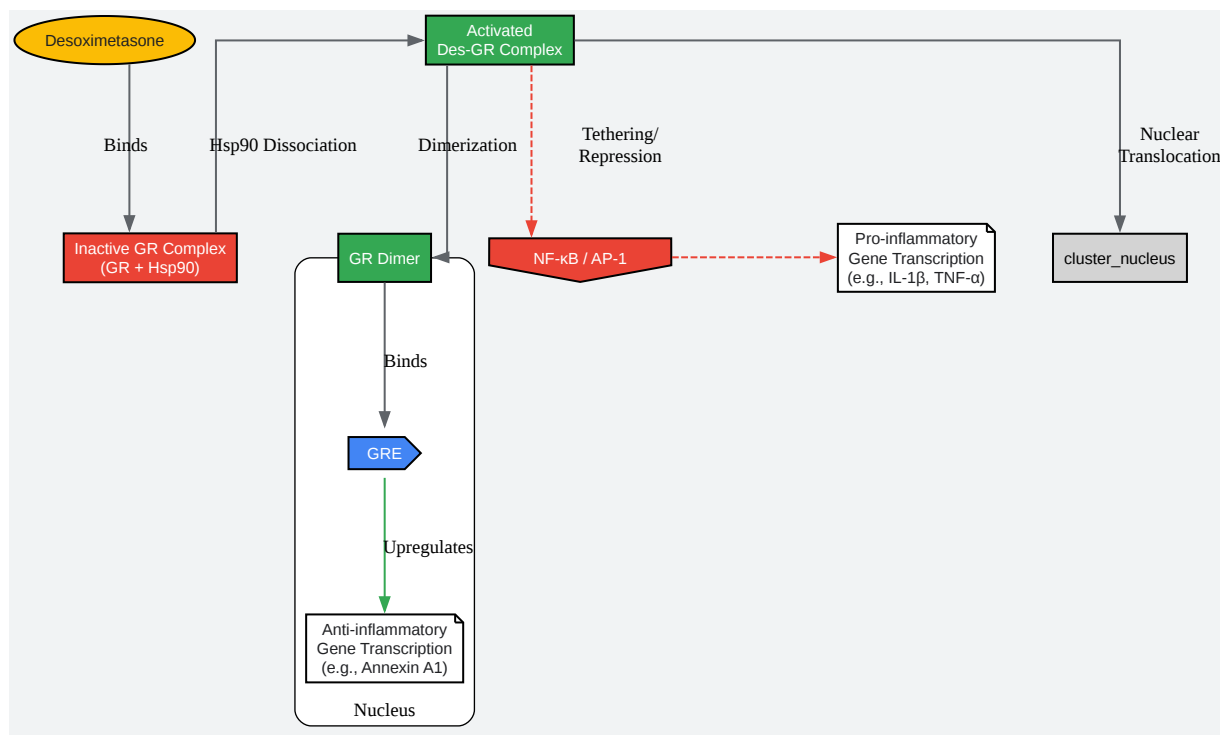 Desoximetasone
Activated
Des-GR Complex
Binds
Hsp90 Dissociation
Dimerization
Tethering/
Repression
Nuclear
Translocation
Inactive GR Complex
(GR + Hsp90)
GR Dimer
NF-κB / AP-1
Pro-inflammatory
Gene Transcription
(e.g., IL-1β, TNF-α)
cluster_nucleus
Binds
GRE
Upregulates
Anti-inflammatory
Gene Transcription
(e.g., Annexin A1)
Nucleus